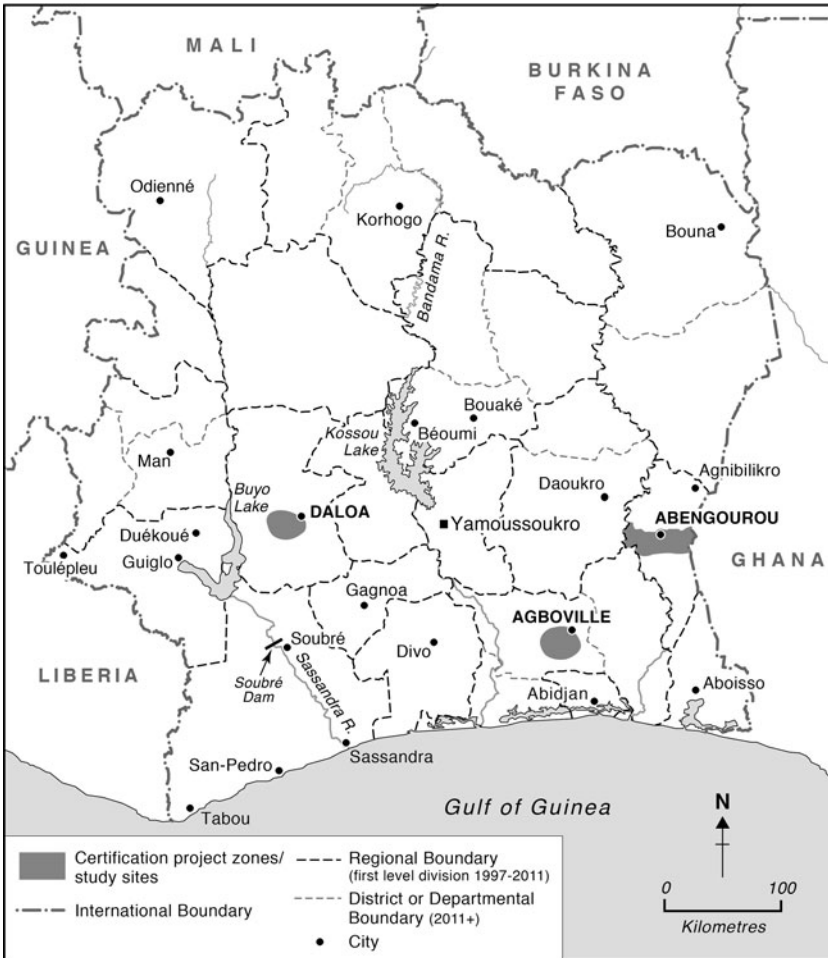 MALI
BURKINA
FASO
Odienné
Korhogo
Bouna
GUINEA
Bandama R.
Bouaké
Kossou
Lake
Béoumi
Man
Agnibilikro
Buyo
Lake
Daoukro
DALOA
Yamoussoukro
ABENGOUROU
Duékoué
Toulépleu
Guiglo
GHANA
Gagnoa
AGBOVILLE
Soubré
Divo
LIBERIA
Soubré
Dam
Sassandra R.
Abidjan
Aboisso
Sassandra
San-Pedro
Tabou
Gulf of Guinea
N
Certification project zones/
study sites
International Boundary
Regional Boundary
(first level division 1997-2011)
District or Departmental
Boundary (2011+)
City
0 100
Kilometres